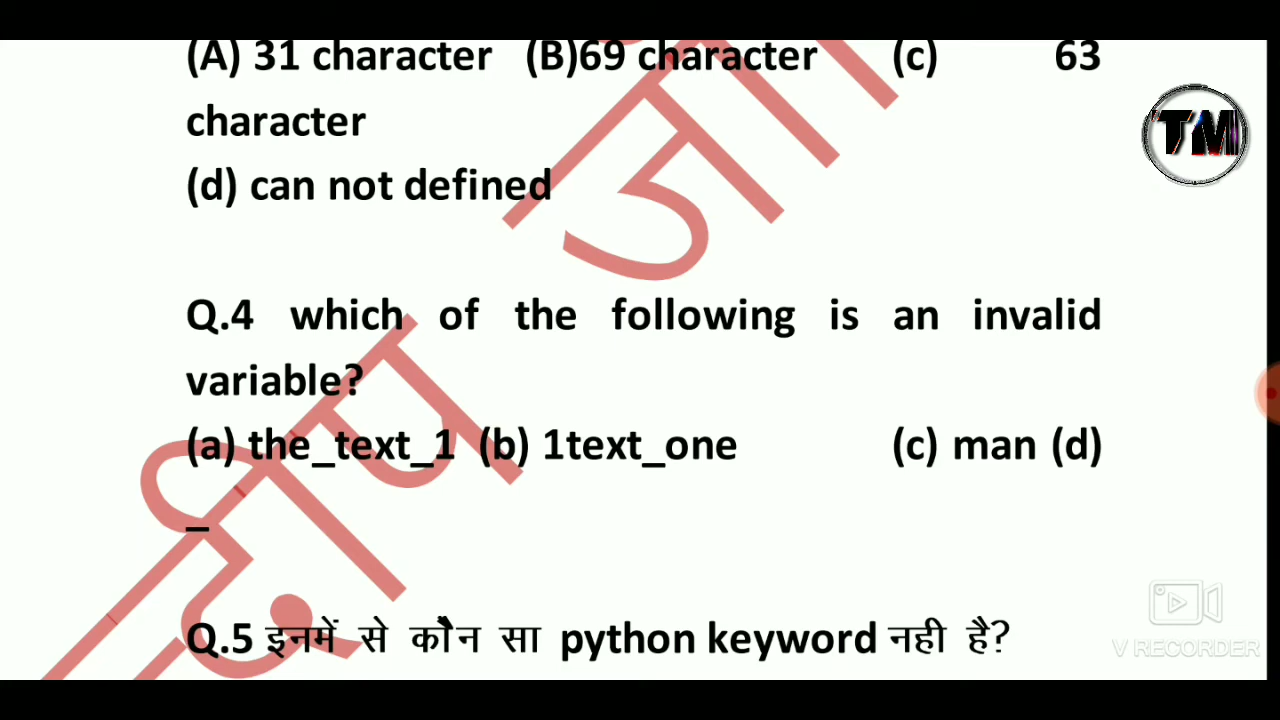 (A) 31 character (B)69 character (c) 63
character
(d) can not defined
TM
Q.4 which of the following is an invalid
variable?
(a) the_text_1 (b) 1text_one (c) man (d)
_
Q.5 इनमें से कौन सा python keyword नही है?
V RECORDER